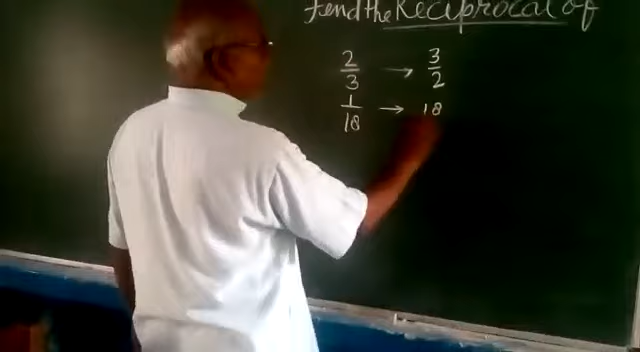 Find the Reciprocal of
2/3 → 3/2
1/18 → 18